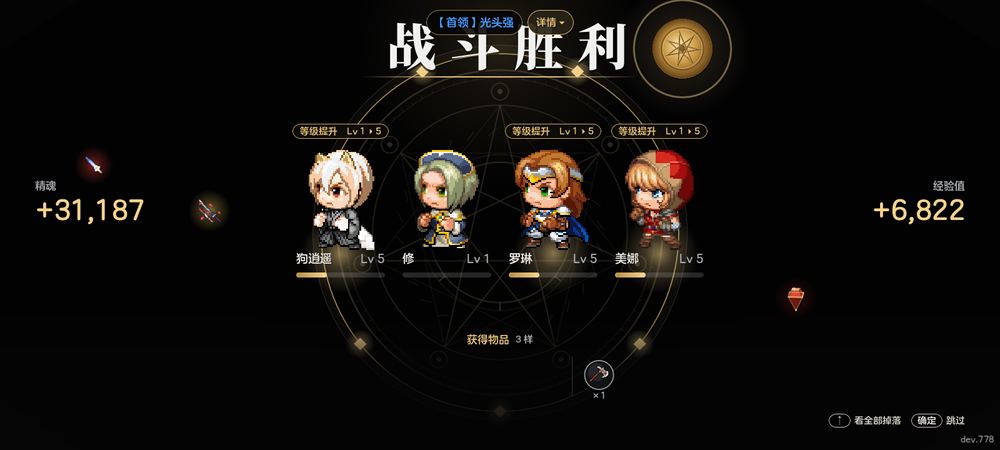 【首领】光头强 详情
战斗胜利
等级提升 Lv 1 ▸ 5
等级提升 Lv 1 ▸ 5
等级提升 Lv 1 ▸ 5
精魂
+31,187
经验值
+6,822
狗逍遥 Lv 5
修 Lv 1
罗琳 Lv 5
美娜 Lv 5
获得物品 3 样
×1
↑ 看全部掉落 确定 跳过
dev.778